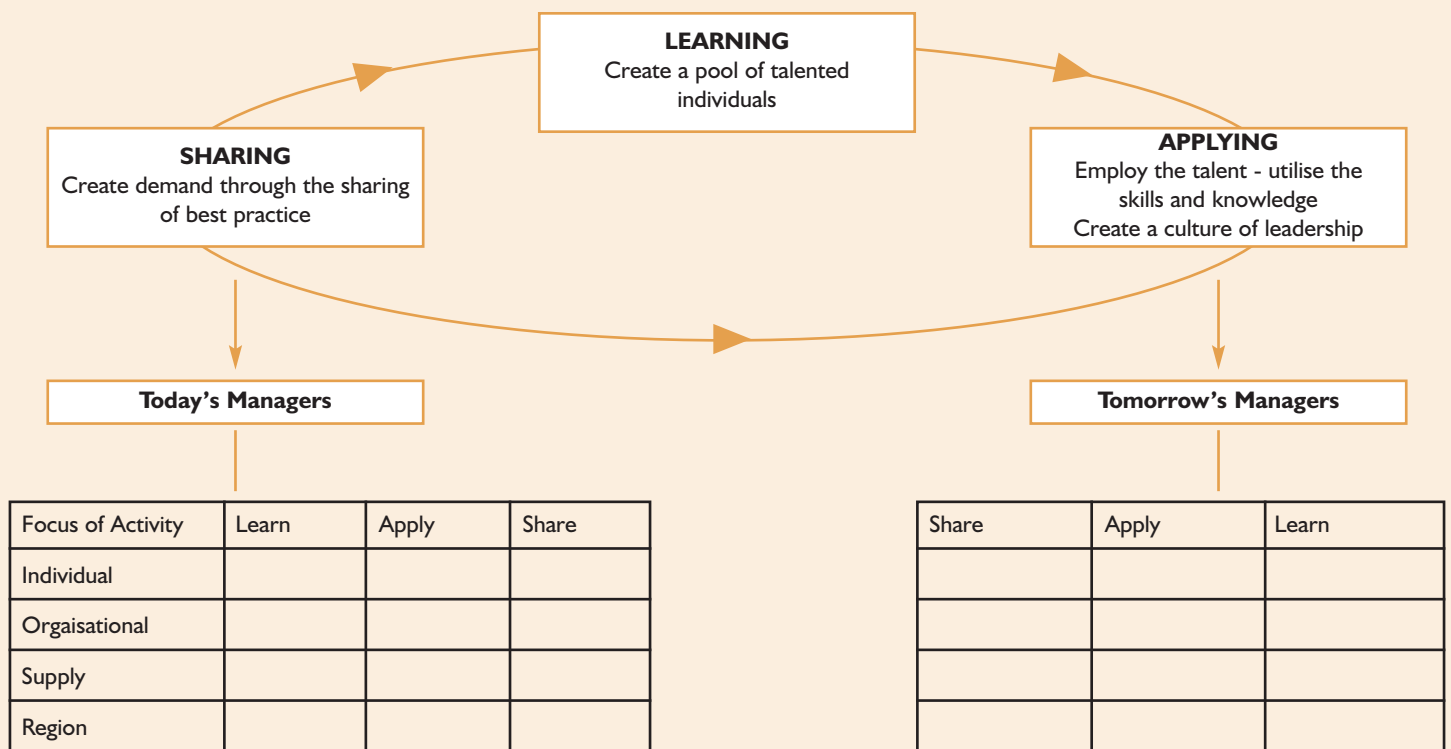 LEARNING
Create a pool of talented
individuals
SHARING
Create demand through the sharing
of best practice
APPLYING
Employ the talent - utilise the
skills and knowledge
Create a culture of leadership
Today's Managers
Tomorrow's Managers
Focus of Activity Learn Apply Share
Individual
Orgaisational
Supply
Region
Share Apply Learn